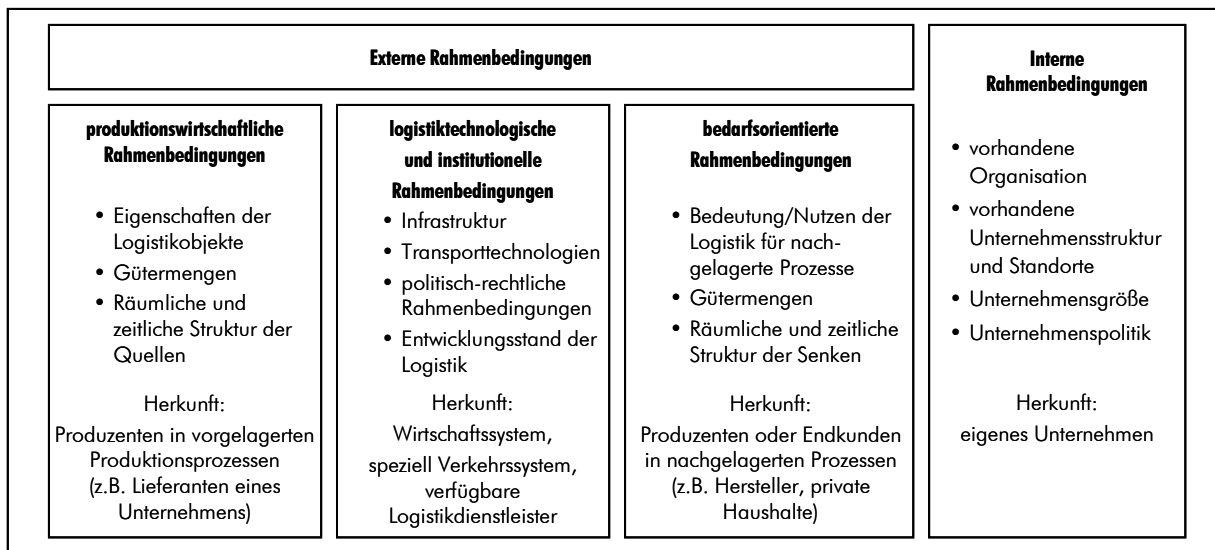 Externe Rahmenbedingungen
produktionswirtschaftliche
Rahmenbedingungen
• Eigenschaften der
Logistikobjekte
• Gütermengen
• Räumliche und
zeitliche Struktur der
Quellen
Herkunft:
Produzenten in vorgelagerten
Produktionsprozessen
(z.B. Lieferanten eines
Unternehmens)
logistiktechnologische
und institutionelle
Rahmenbedingungen
• Infrastruktur
• Transporttechnologien
• politisch-rechtliche
Rahmenbedingungen
• Entwicklungsstand der
Logistik
Herkunft:
Wirtschaftssystem,
speziell Verkehrssystem,
verfügbare
Logistikdienstleister
bedarfsorientierte
Rahmenbedingungen
• Bedeutung/Nutzen der
Logistik für nach-
gelagerte Prozesse
• Gütermengen
• Räumliche und zeitliche
Struktur der Senken
Herkunft:
Produzenten oder Endkunden
in nachgelagerten Prozessen
(z.B. Hersteller, private
Haushalte)
Interne
Rahmenbedingungen
• vorhandene
Organisation
• vorhandene
Unternehmensstruktur
und Standorte
• Unternehmensgröße
• Unternehmenspolitik
Herkunft:
eigenes Unternehmen